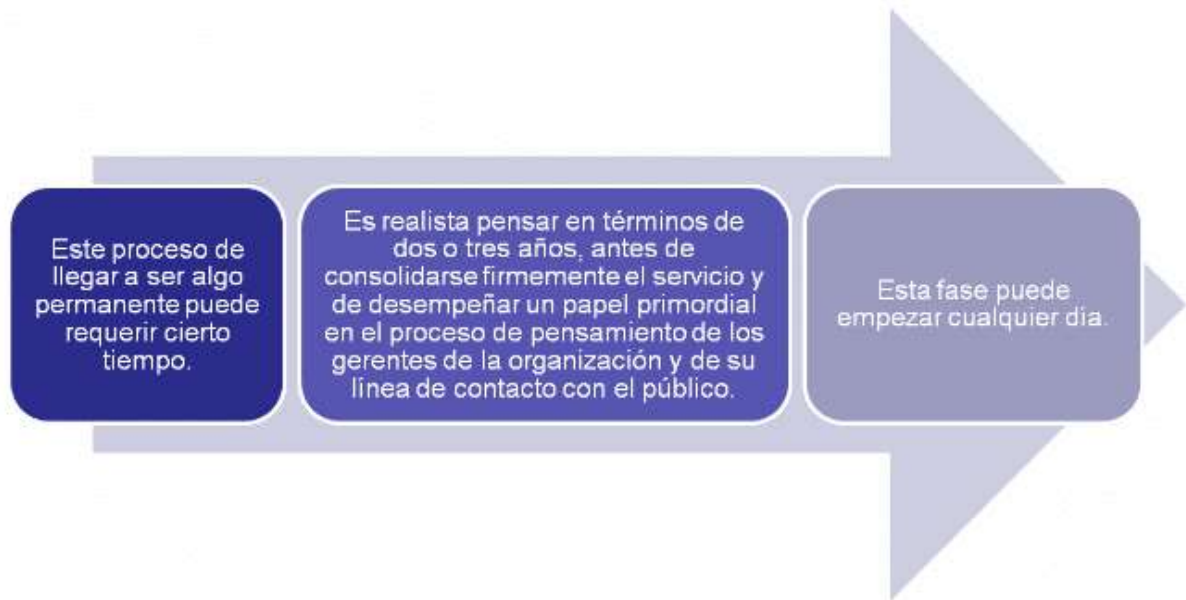 Este proceso de
llegar a ser algo
permanente puede
requerir cierto
tiempo.
Es realista pensar en términos de
dos o tres años, antes de
consolidarse firmemente el servicio y
de desempeñar un papel primordial
en el proceso de pensamiento de los
gerentes de la organización y de su
línea de contacto con el público.
Esta fase puede
empezar cualquier día.